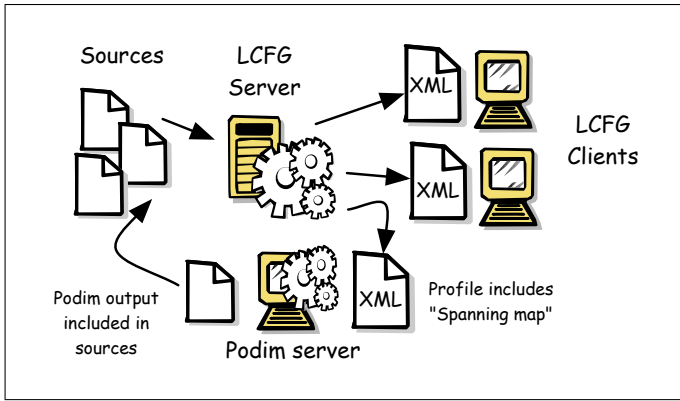 Sources
LCFG
Server
XML
LCFG
Clients
XML
Podim output
included in
sources
Podim server
XML
Profile includes
"Spanning map"